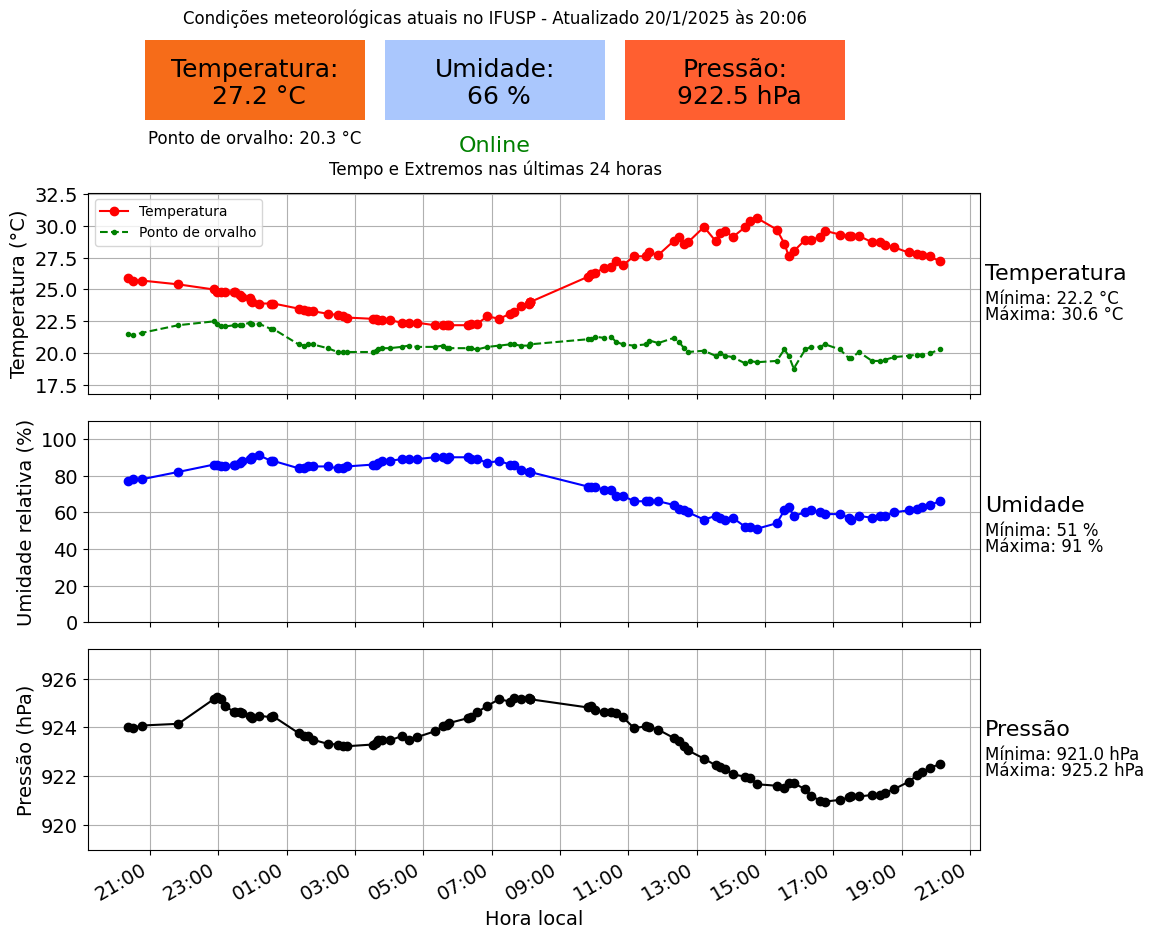 Condições meteorológicas atuais no IFUSP - Atualizado 20/1/2025 às 20:06
Temperatura:
27.2 °C
Umidade:
66 %
Pressão:
922.5 hPa
Ponto de orvalho: 20.3 °C
Online
Tempo e Extremos nas últimas 24 horas
Temperatura (°C)
32.5
30.0
27.5
25.0
22.5
20.0
17.5
Temperatura
Ponto de orvalho
Temperatura
Mínima: 22.2 °C
Máxima: 30.6 °C
Umidade relativa (%)
100
80
60
40
20
0
Umidade
Mínima: 51 %
Máxima: 91 %
Pressão (hPa)
926
924
922
920
Pressão
Mínima: 921.0 hPa
Máxima: 925.2 hPa
21:00 23:00 01:00 03:00 05:00 07:00 09:00 11:00 13:00 15:00 17:00 19:00 21:00
Hora local